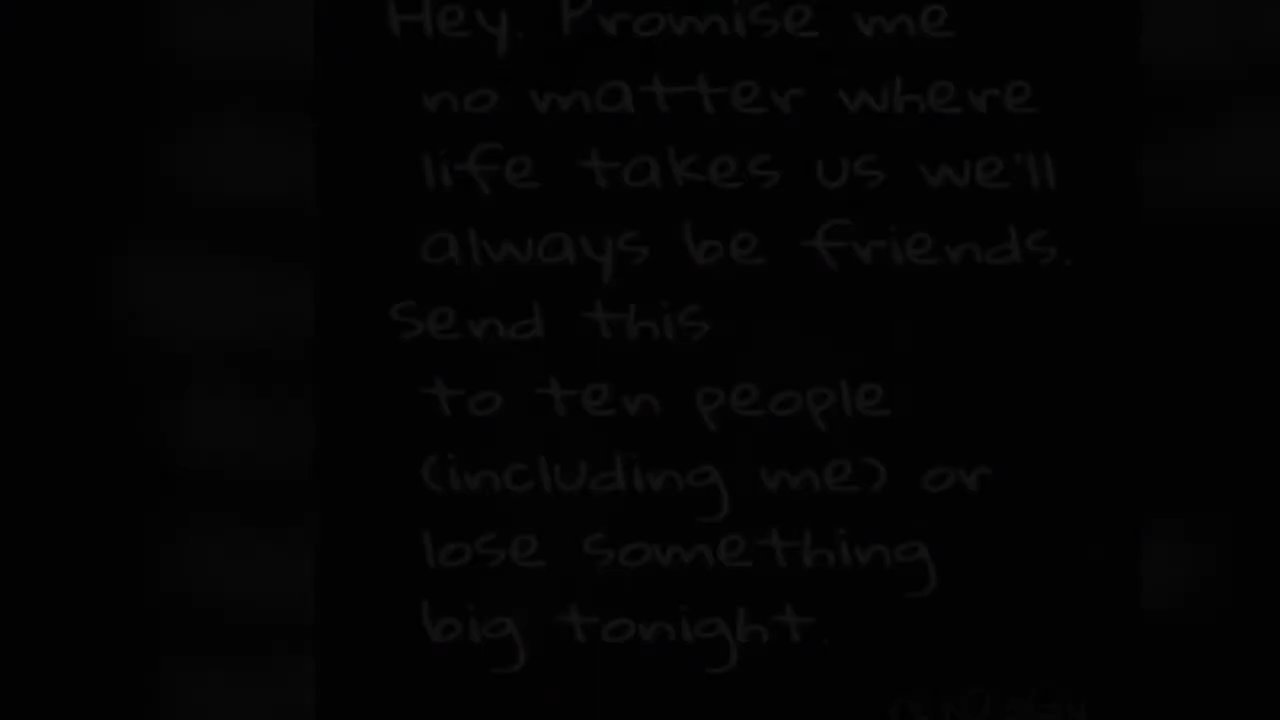 Hey. Promise me
no matter where
life takes us we'll
always be friends.
Send this
to ten people
(including me) or
lose something
big tonight.